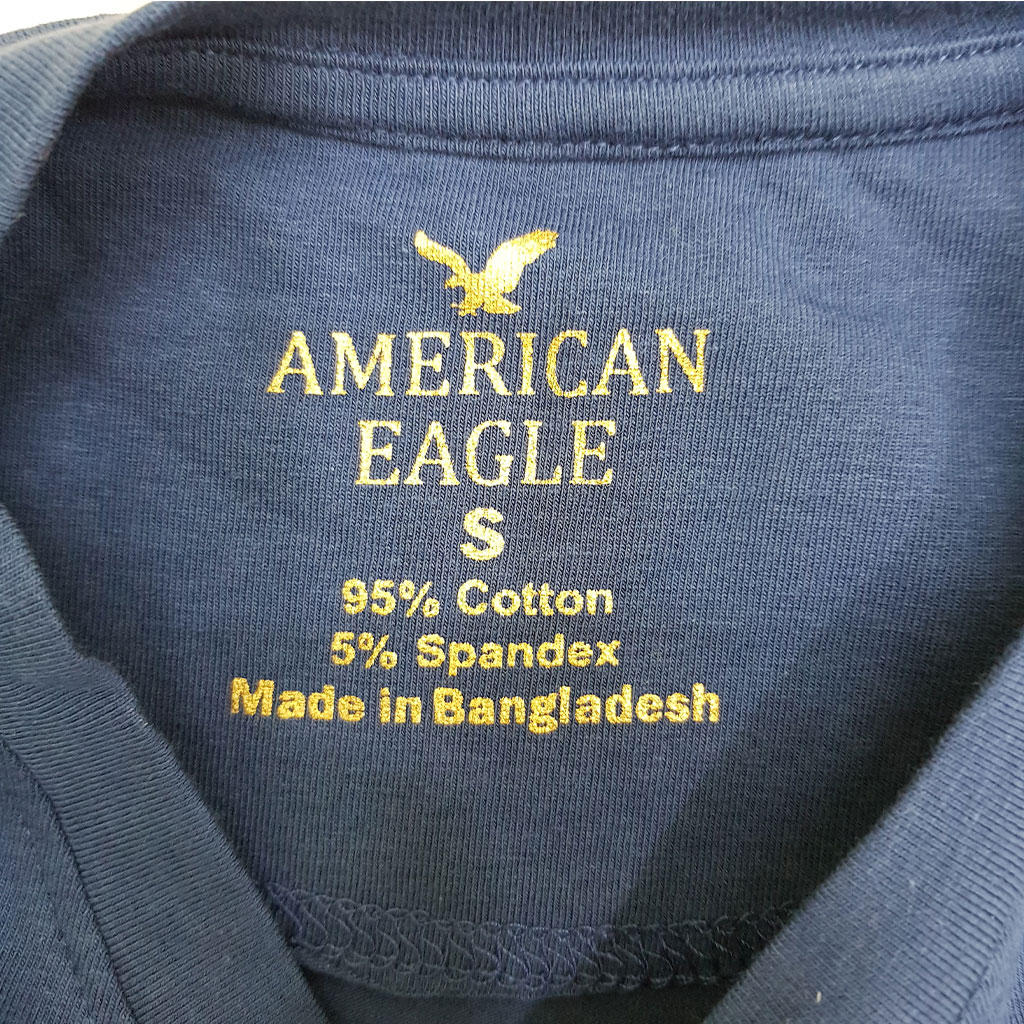 AMERICAN
EAGLE
S
95% Cotton
5% Spandex
Made in Bangladesh